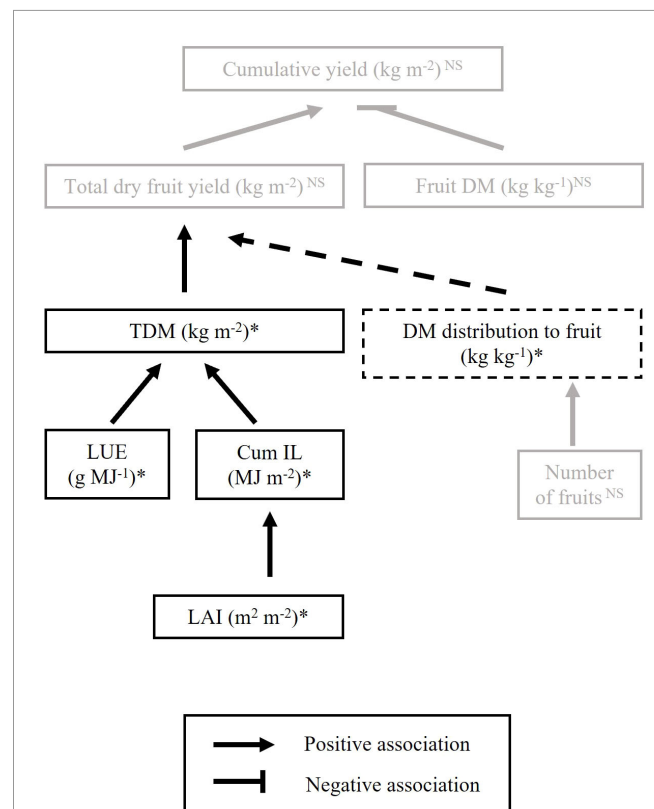 Cumulative yield (kg m⁻²) ᴺˢ
Total dry fruit yield (kg m⁻²) ᴺˢ
Fruit DM (kg kg⁻¹)ᴺˢ
TDM (kg m⁻²)*
DM distribution to fruit
(kg kg⁻¹)*
LUE
(g MJ⁻¹)*
Cum IL
(MJ m⁻²)*
Number
of fruits ᴺˢ
LAI (m² m⁻²)*
Positive association
Negative association